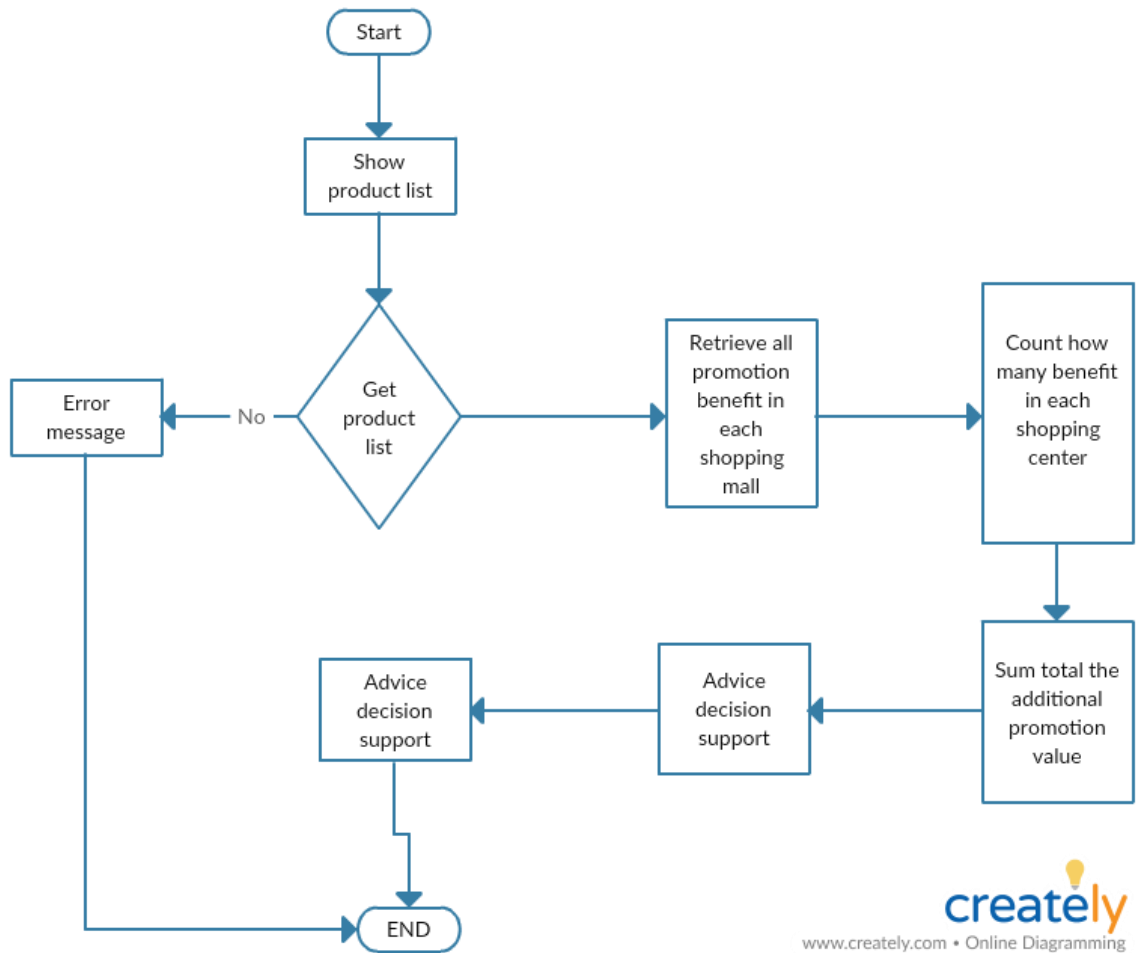 Start
Show
product list
Get
product
list
No
Error
message
Retrieve all
promotion
benefit in
each
shopping
mall
Count how
many benefit
in each
shopping
center
Sum total the
additional
promotion
value
Advice
decision
support
Advice
decision
support
END
creately
www.creately.com • Online Diagramming